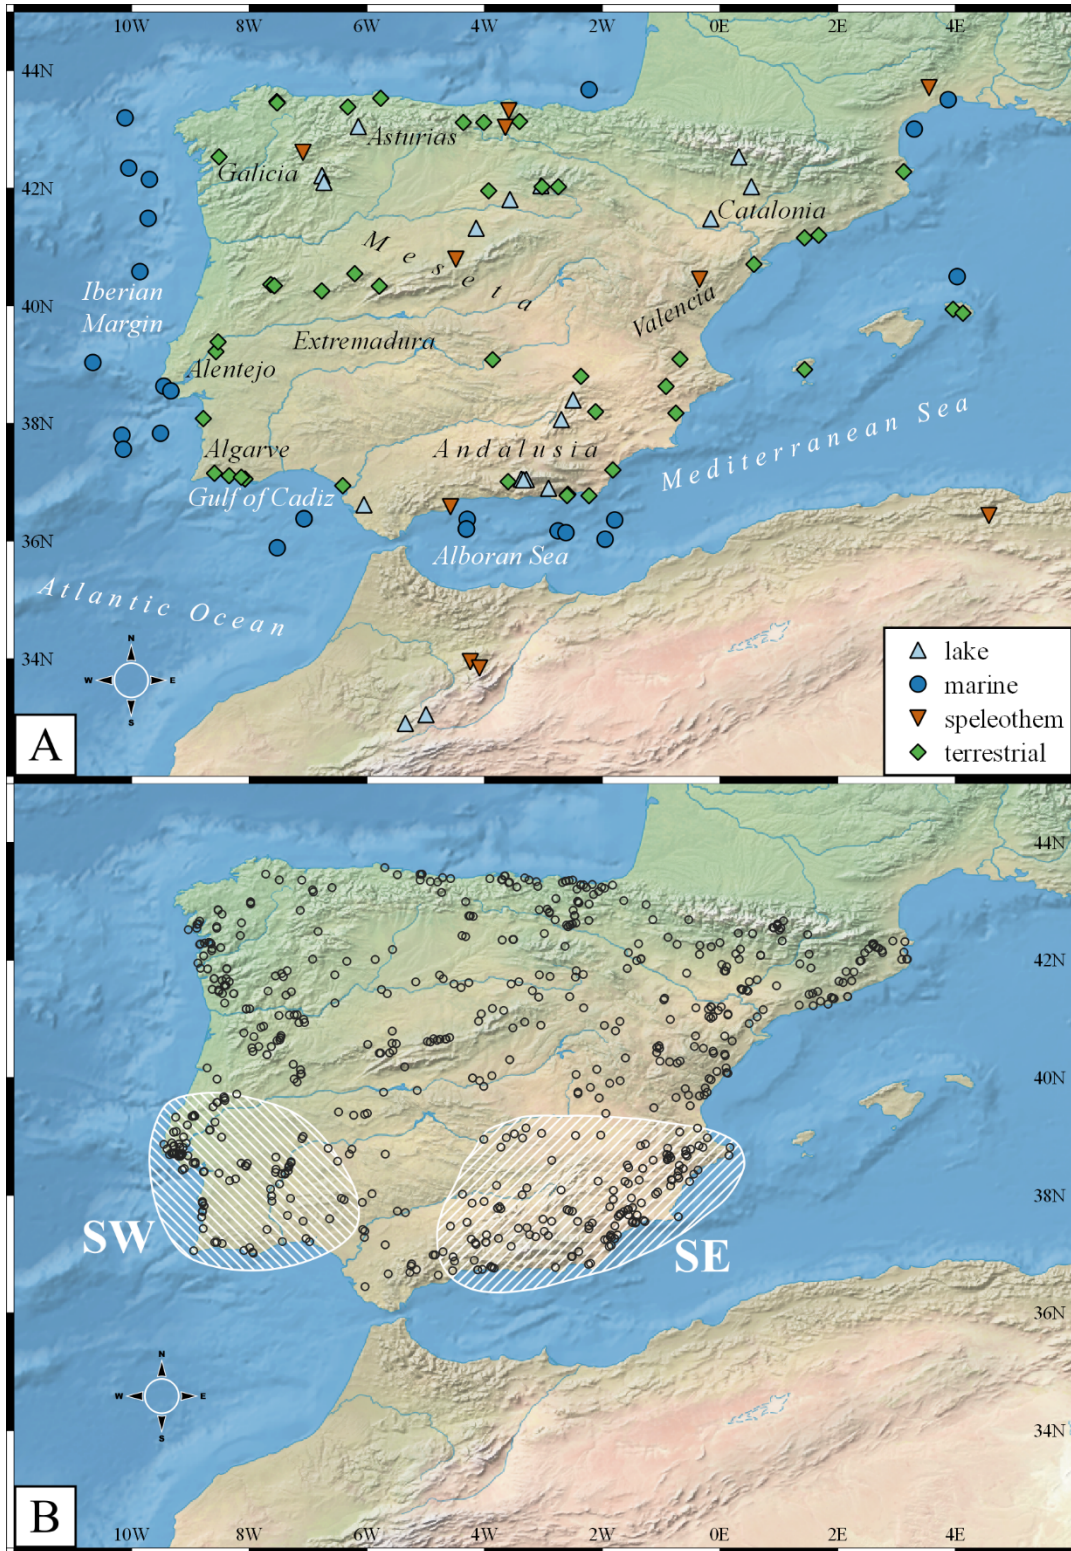 10W 8W 6W 4W 2W 0E 2E 4E
44N
Asturias
Galicia
42N
Catalonia
Meseta
40N
Iberian
Margin
Valencia
Extremadura
Alentejo
38N
Mediterranean Sea
Algarve
Andalusia
Gulf of Cadiz
36N
Alboran Sea
Atlantic Ocean
N
W E
S
34N
lake
marine
speleothem
terrestrial
A
44N
42N
40N
38N
SW
SE
36N
N
W E
S
34N
B
10W 8W 6W 4W 2W 0E 2E 4E